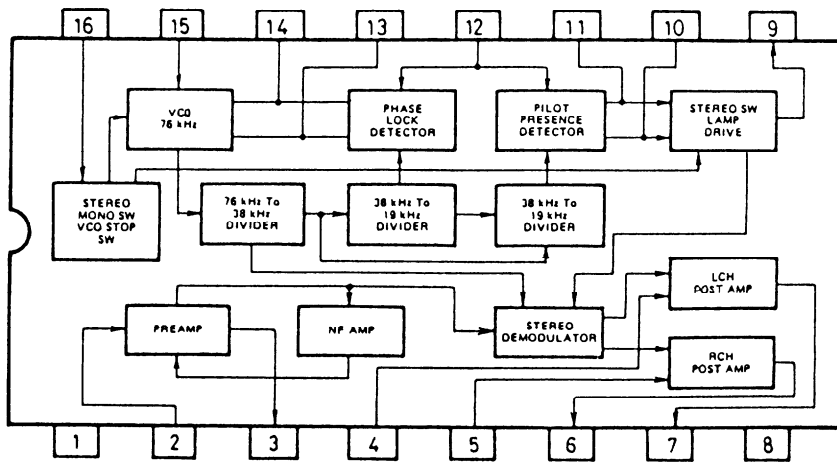 16 15 14 13 12 11 10 9
VCO
76 kHz
PHASE
LOCK
DETECTOR
PILOT
PRESENCE
DETECTOR
STEREO SW
LAMP
DRIVE
STEREO
MONO SW
VCO STOP
SW
76 kHz To
38 kHz
DIVIDER
38 kHz To
19 kHz
DIVIDER
38 kHz To
19 kHz
DIVIDER
PREAMP
NF AMP
STEREO
DEMODULATOR
LCH
POST AMP
RCH
POST AMP
1 2 3 4 5 6 7 8